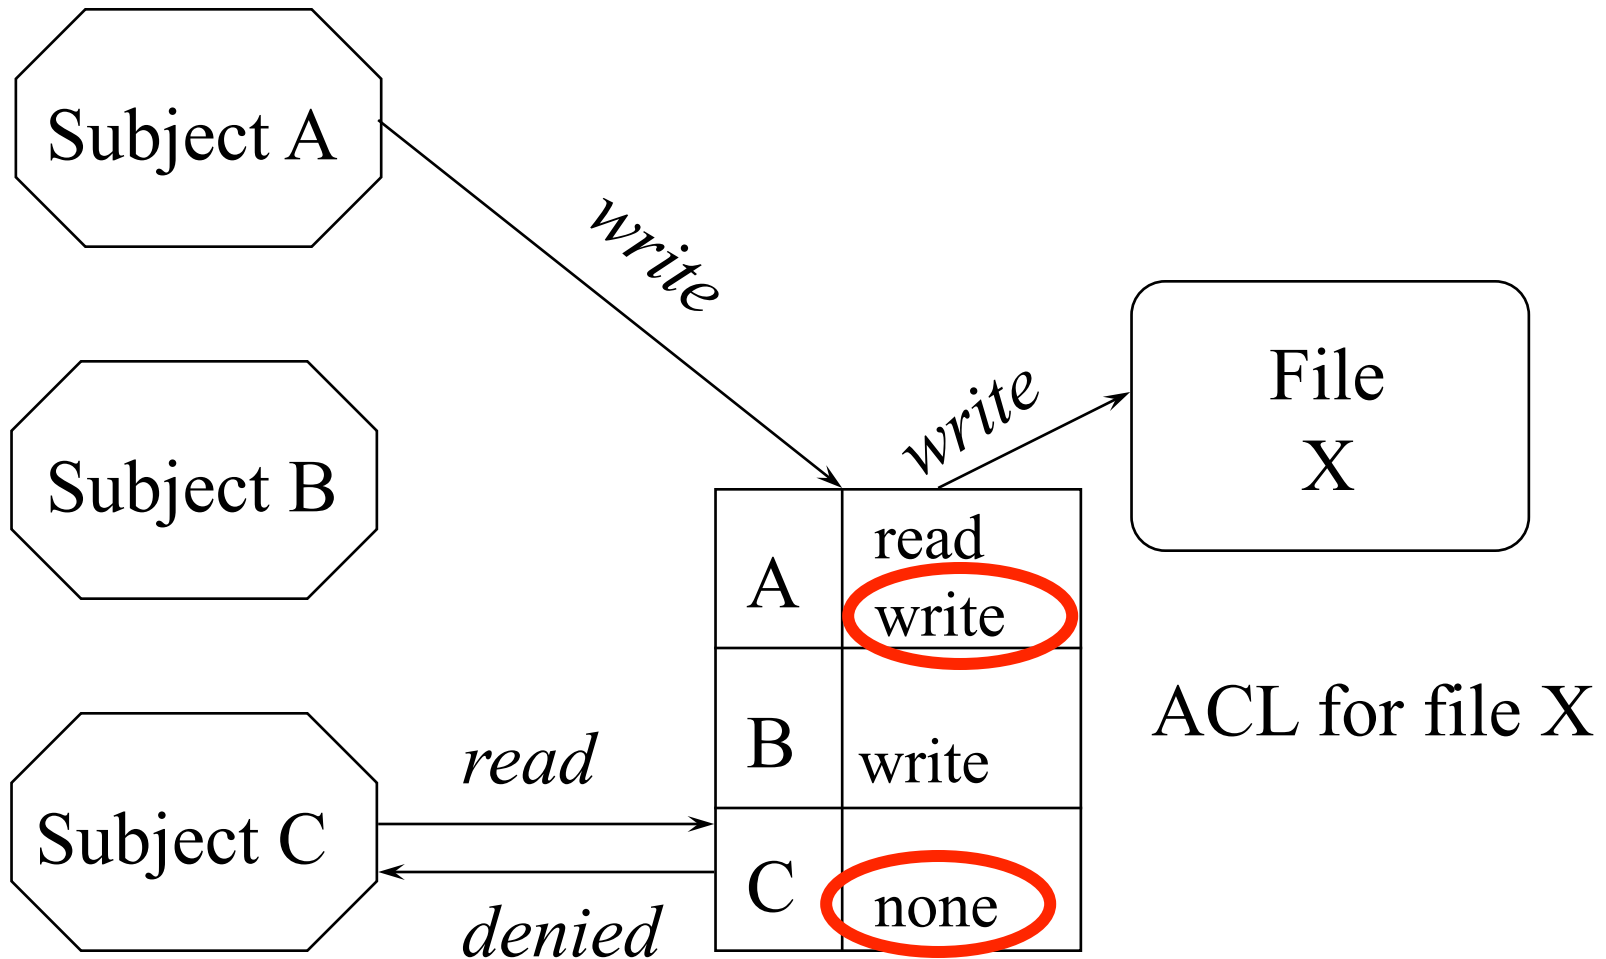 Subject A
write
Subject B
write
File
X
A
read
write
ACL for file X
B
write
Subject C
read
denied
C
none